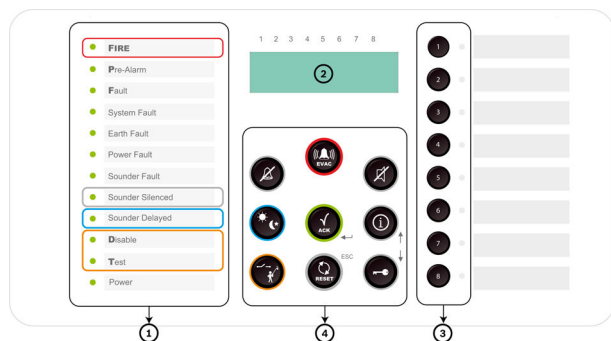 FIRE
Pre-Alarm
Fault
System Fault
Earth Fault
Power Fault
Sounder Fault
Sounder Silenced
Sounder Delayed
Disable
Test
Power
1
1 2 3 4 5 6 7 8
2
EVAC
ACK
i
ESC
RESET
4
1
2
3
4
5
6
7
8
3